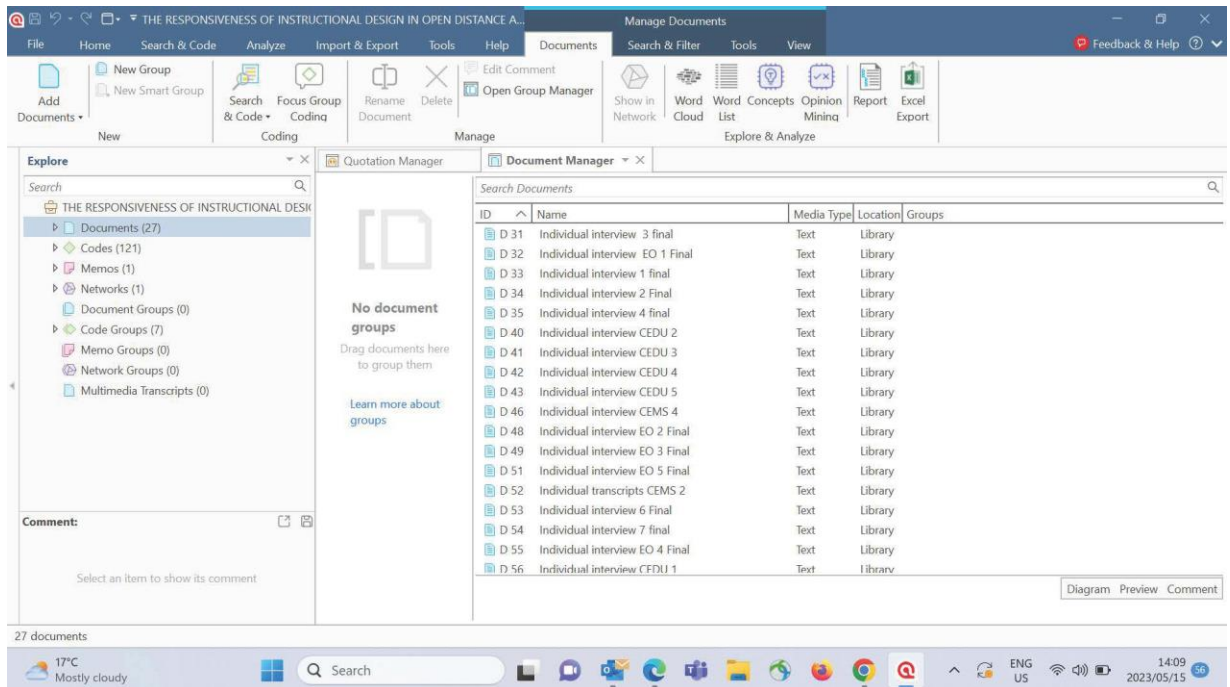 THE RESPONSIVENESS OF INSTRUCTIONAL DESIGN IN OPEN DISTANCE A...
Manage Documents
File Home Search & Code Analyze Import & Export Tools Help Documents Search & Filter Tools View Feedback & Help
Add Documents
New Group
New Smart Group
New
Search & Code
Focus Group Coding
Coding
Rename Document
Delete
Edit Comment
Open Group Manager
Manage
Show in Network
Word Cloud
Word List
Concepts
Opinion Mining
Report
Excel Export
Explore & Analyze
Explore
Quotation Manager
Document Manager
Search
Search Documents
THE RESPONSIVENESS OF INSTRUCTIONAL DESI
Documents (27)
Codes (121)
Memos (1)
Networks (1)
Document Groups (0)
Code Groups (7)
Memo Groups (0)
Network Groups (0)
Multimedia Transcripts (0)
Comment:
Select an item to show its comment
No document
groups
Drag documents here
to group them
Learn more about
groups
ID Name Media Type Location Groups
D 31 Individual interview 3 final Text Library
D 32 Individual interview EO 1 Final Text Library
D 33 Individual interview 1 final Text Library
D 34 Individual interview 2 Final Text Library
D 35 Individual interview 4 final Text Library
D 40 Individual interview CEDU 2 Text Library
D 41 Individual interview CEDU 3 Text Library
D 42 Individual interview CEDU 4 Text Library
D 43 Individual interview CEDU 5 Text Library
D 46 Individual interview CEMS 4 Text Library
D 48 Individual interview EO 2 Final Text Library
D 49 Individual interview EO 3 Final Text Library
D 51 Individual interview EO 5 Final Text Library
D 52 Individual transcripts CEMS 2 Text Library
D 53 Individual interview 6 Final Text Library
D 54 Individual interview 7 final Text Library
D 55 Individual interview EO 4 Final Text Library
D 56 Individual interview CEDU 1 Text Library
Diagram Preview Comment
27 documents
17°C
Mostly cloudy
Search
ENG
US
14:09
2023/05/15
56